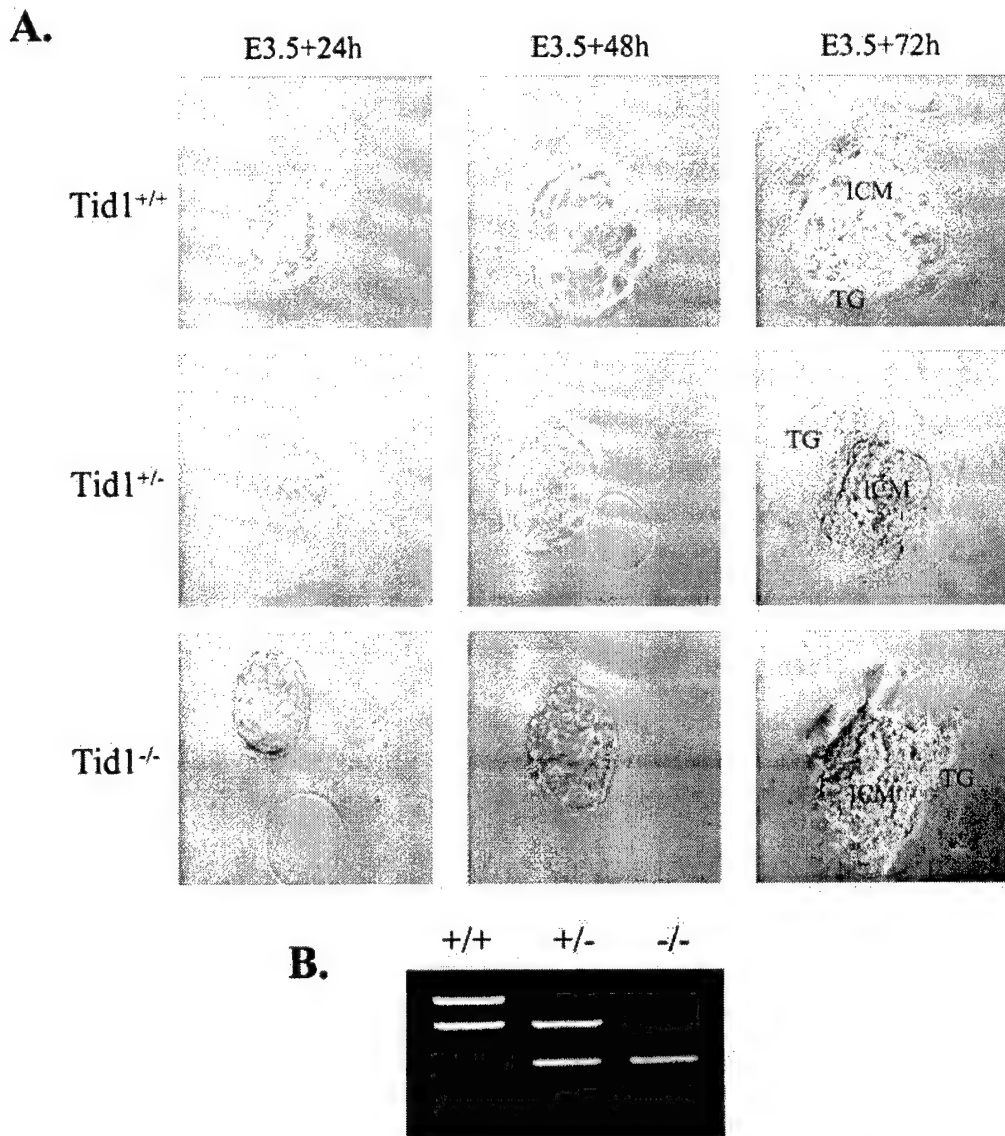 A.
E3.5+24h E3.5+48h E3.5+72h
Tid1+/+
ICM
TG
Tid1+/-
TG
ICM
Tid1-/-
ICM
TG
B.
+/+ +/- -/-